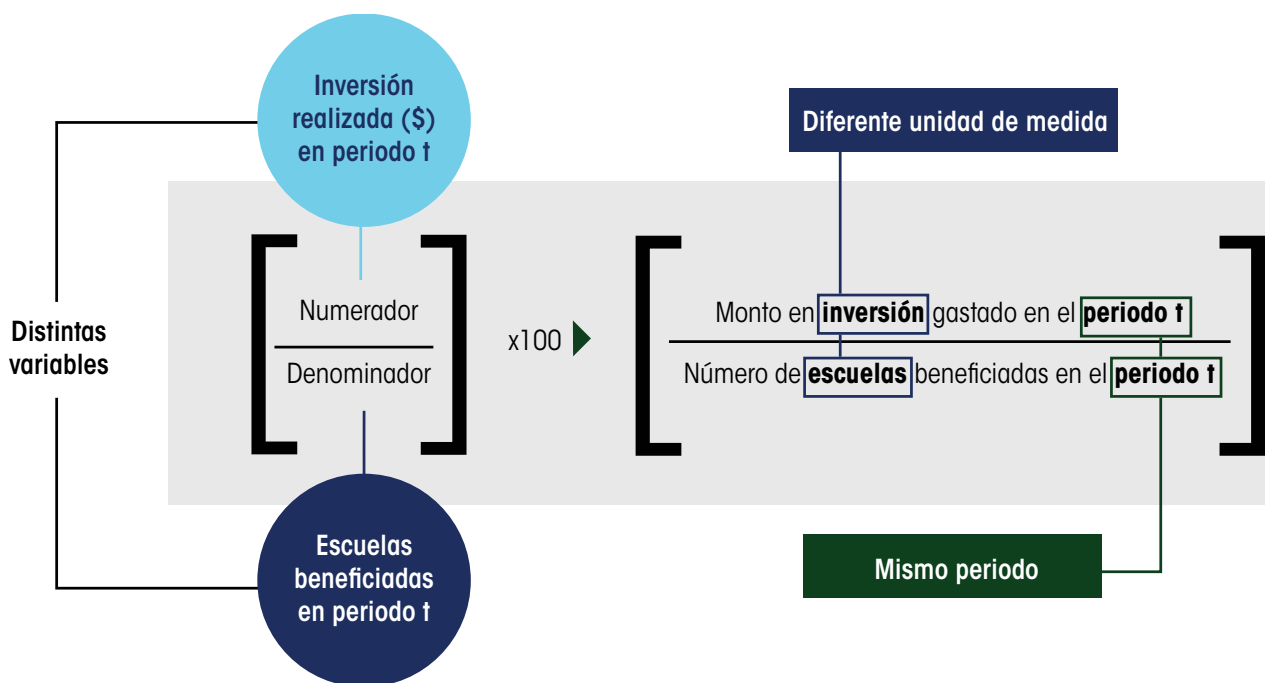 Inversión
realizada ($)
en periodo t
Diferente unidad de medida
Distintas
variables
Numerador
Denominador
x100
Monto en inversión gastado en el periodo t
Número de escuelas beneficiadas en el periodo t
Escuelas
beneficiadas
en periodo t
Mismo periodo